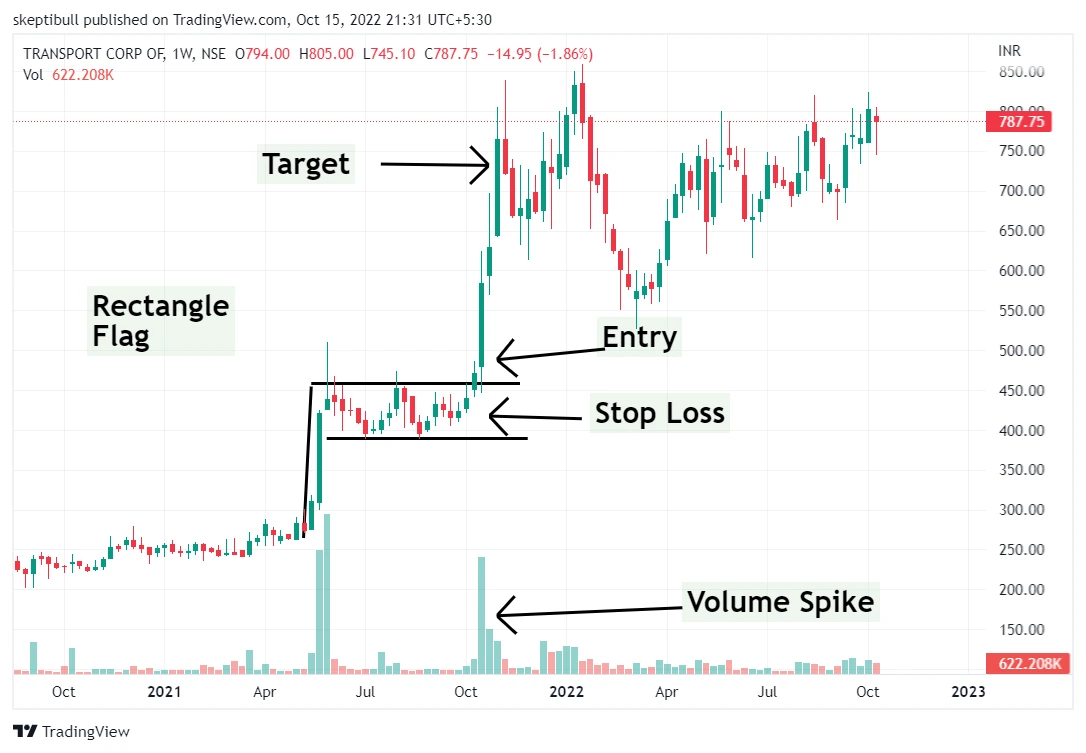 skeptibull published on TradingView.com, Oct 15, 2022 21:31 UTC+5:30
TRANSPORT CORP OF, 1W, NSE O794.00 H805.00 L745.10 C787.75 −14.95 (−1.86%)
Vol 622.208K
INR
850.00
800.00
787.75
Target
750.00
700.00
650.00
600.00
Rectangle
Flag
550.00
Entry
500.00
450.00
Stop Loss
400.00
350.00
300.00
250.00
200.00
Volume Spike
150.00
622.208K
Oct 2021 Apr Jul Oct 2022 Apr Jul Oct 2023
TradingView